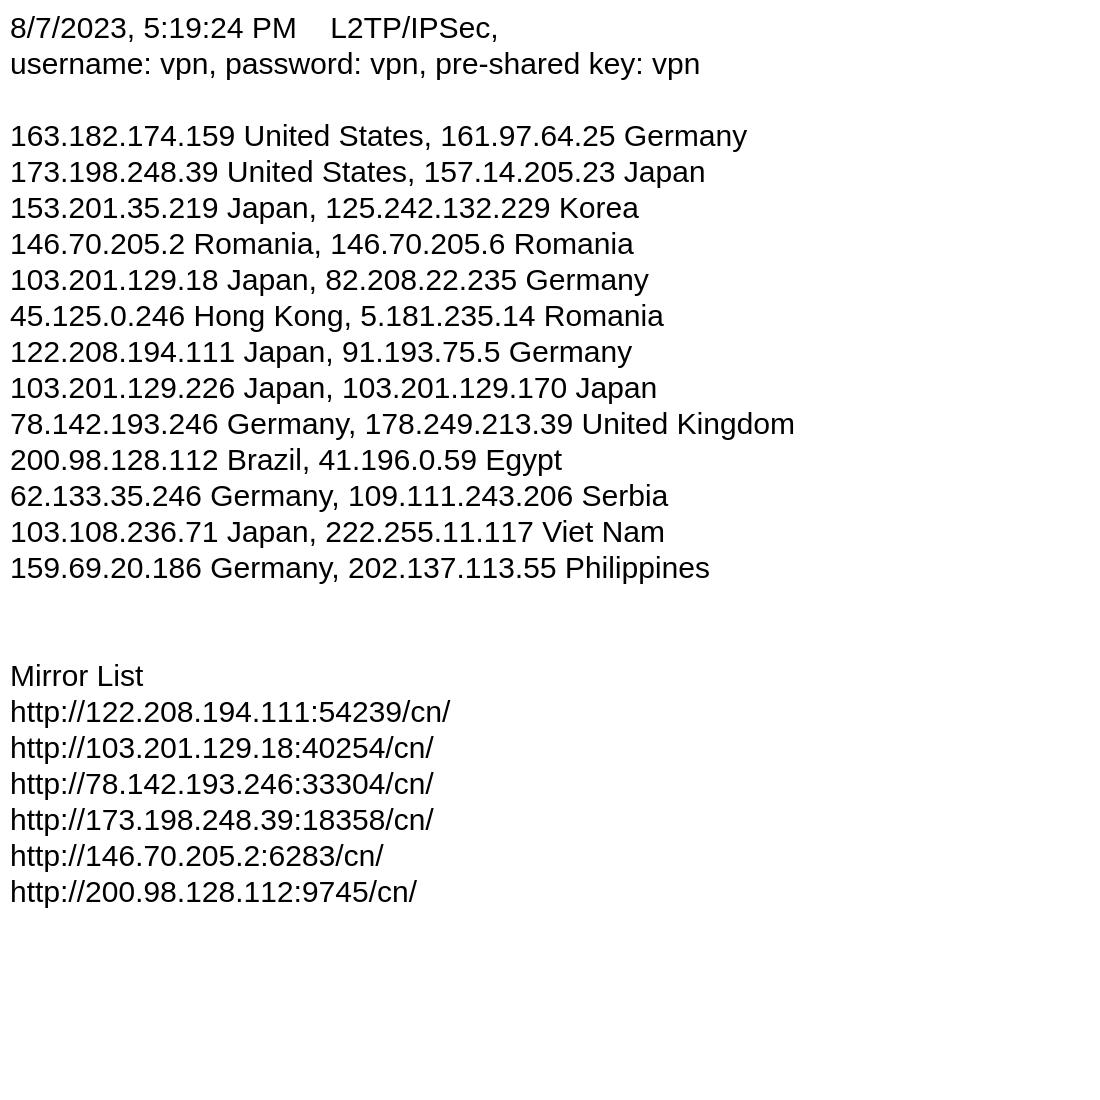 8/7/2023, 5:19:24 PM    L2TP/IPSec,
username: vpn, password: vpn, pre-shared key: vpn
163.182.174.159 United States, 161.97.64.25 Germany
173.198.248.39 United States, 157.14.205.23 Japan
153.201.35.219 Japan, 125.242.132.229 Korea
146.70.205.2 Romania, 146.70.205.6 Romania
103.201.129.18 Japan, 82.208.22.235 Germany
45.125.0.246 Hong Kong, 5.181.235.14 Romania
122.208.194.111 Japan, 91.193.75.5 Germany
103.201.129.226 Japan, 103.201.129.170 Japan
78.142.193.246 Germany, 178.249.213.39 United Kingdom
200.98.128.112 Brazil, 41.196.0.59 Egypt
62.133.35.246 Germany, 109.111.243.206 Serbia
103.108.236.71 Japan, 222.255.11.117 Viet Nam
159.69.20.186 Germany, 202.137.113.55 Philippines
Mirror List
http://122.208.194.111:54239/cn/
http://103.201.129.18:40254/cn/
http://78.142.193.246:33304/cn/
http://173.198.248.39:18358/cn/
http://146.70.205.2:6283/cn/
http://200.98.128.112:9745/cn/